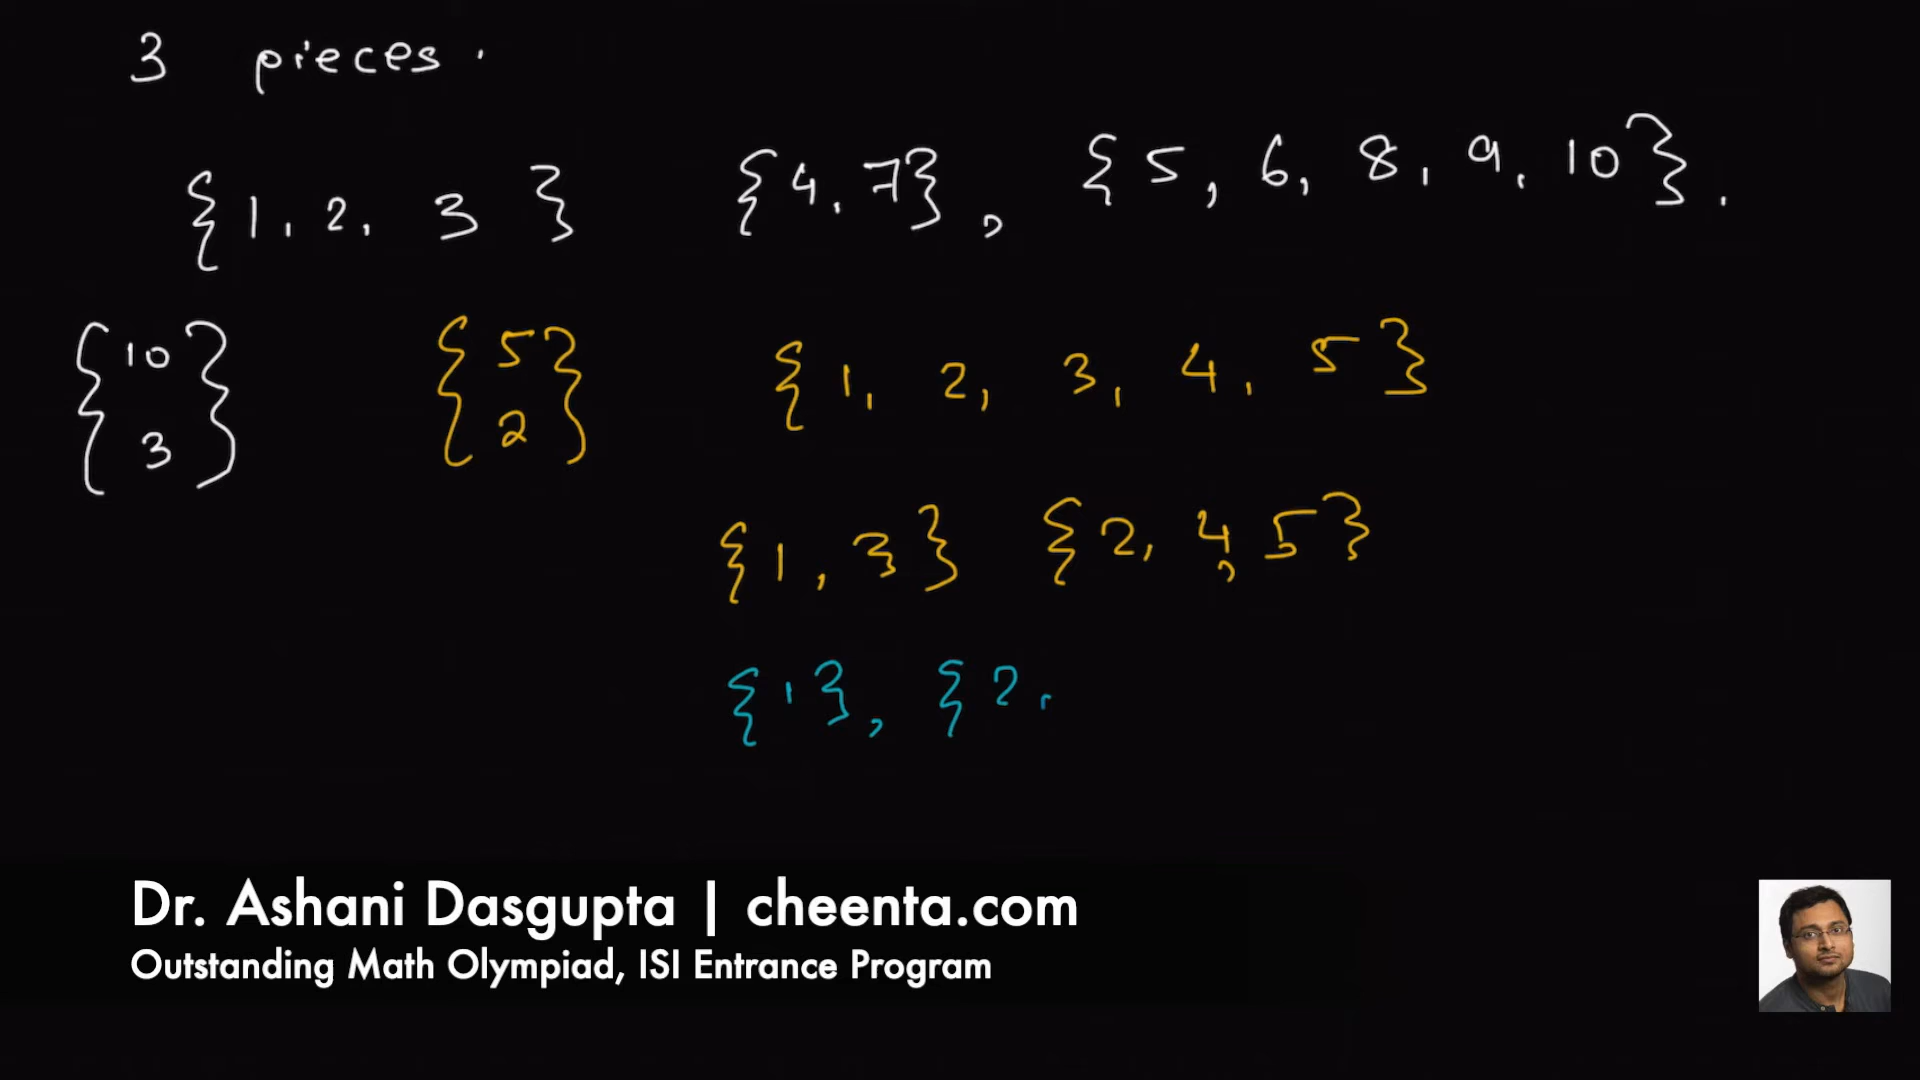 3 pieces.
{1, 2, 3} {4, 7}, {5, 6, 8, 9, 10}.
{10 3} {5 2} {1, 2, 3, 4, 5}
{1, 3} {2, 4, 5}
{1}, {2,
Dr. Ashani Dasgupta | cheenta.com
Outstanding Math Olympiad, ISI Entrance Program